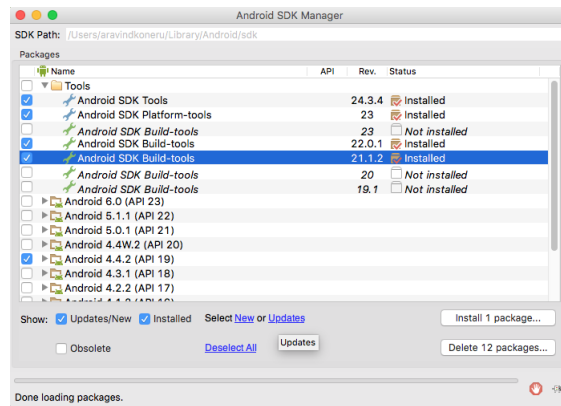 Android SDK Manager
SDK Path: /Users/aravindkoneru/Library/Android/sdk
Packages
Name API Rev. Status
Tools
Android SDK Tools 24.3.4 Installed
Android SDK Platform-tools 23 Installed
Android SDK Build-tools 23 Not installed
Android SDK Build-tools 22.0.1 Installed
Android SDK Build-tools 21.1.2 Installed
Android SDK Build-tools 20 Not installed
Android SDK Build-tools 19.1 Not installed
Android 6.0 (API 23)
Android 5.1.1 (API 22)
Android 5.0.1 (API 21)
Android 4.4W.2 (API 20)
Android 4.4.2 (API 19)
Android 4.3.1 (API 18)
Android 4.2.2 (API 17)
Show: Updates/New Installed Select New or Updates Install 1 package...
Obsolete Deselect All Updates Delete 12 packages...
Done loading packages.